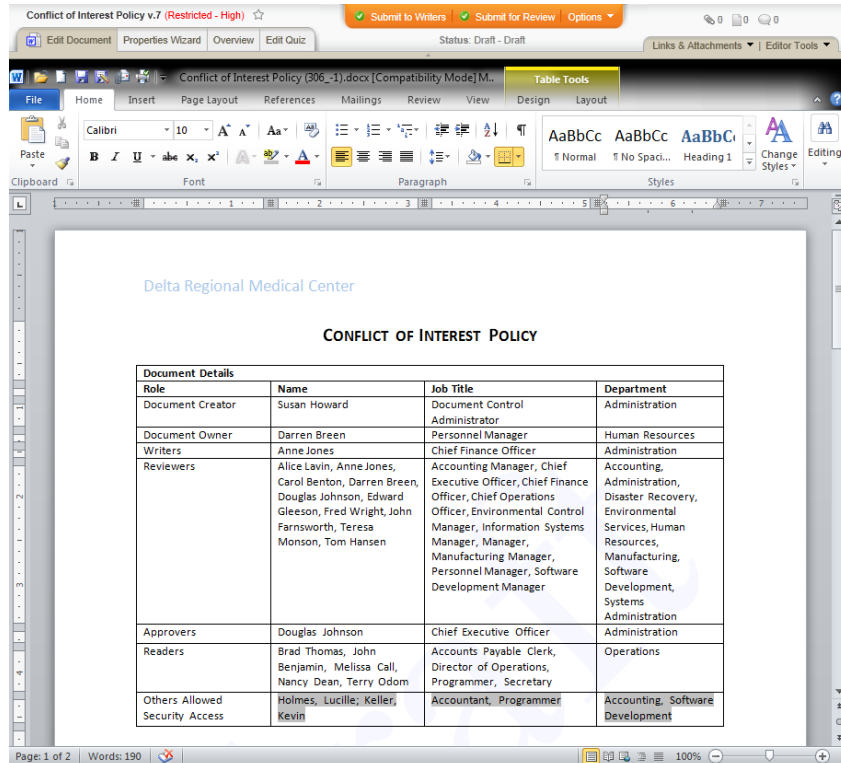 Conflict of Interest Policy v.7 (Restricted - High)
Submit to Writers Submit for Review Options
0 0 0
Edit Document Properties Wizard Overview Edit Quiz
Status: Draft - Draft
Links & Attachments Editor Tools
Conflict of Interest Policy (306_-1).docx [Compatibility Mode] M..
Table Tools
File Home Insert Page Layout References Mailings Review View Design Layout
Calibri 10
Paste
AaBbCc AaBbCc AaBbC
¶ Normal ¶ No Spaci... Heading 1
Change Styles
Editing
Clipboard Font Paragraph Styles
1 2 3 4 5 6 7
Delta Regional Medical Center
Conflict of Interest Policy
Document Details
Role Name Job Title Department
Document Creator Susan Howard Document Control Administrator Administration
Document Owner Darren Breen Personnel Manager Human Resources
Writers Anne Jones Chief Finance Officer Administration
Reviewers
Alice Lavin, Anne Jones,
Carol Benton, Darren Breen,
Douglas Johnson, Edward
Gleeson, Fred Wright, John
Farnsworth, Teresa
Monson, Tom Hansen
Accounting Manager, Chief
Executive Officer, Chief Finance
Officer, Chief Operations
Officer, Environmental Control
Manager, Information Systems
Manager, Manager,
Manufacturing Manager,
Personnel Manager, Software
Development Manager
Accounting,
Administration,
Disaster Recovery,
Environmental
Services, Human
Resources,
Manufacturing,
Software
Development,
Systems
Administration
Approvers Douglas Johnson Chief Executive Officer Administration
Readers
Brad Thomas, John
Benjamin, Melissa Call,
Nancy Dean, Terry Odom
Accounts Payable Clerk,
Director of Operations,
Programmer, Secretary
Operations
Others Allowed
Security Access
Holmes, Lucille; Keller,
Kevin
Accountant, Programmer
Accounting, Software
Development
Page: 1 of 2 Words: 190 100%